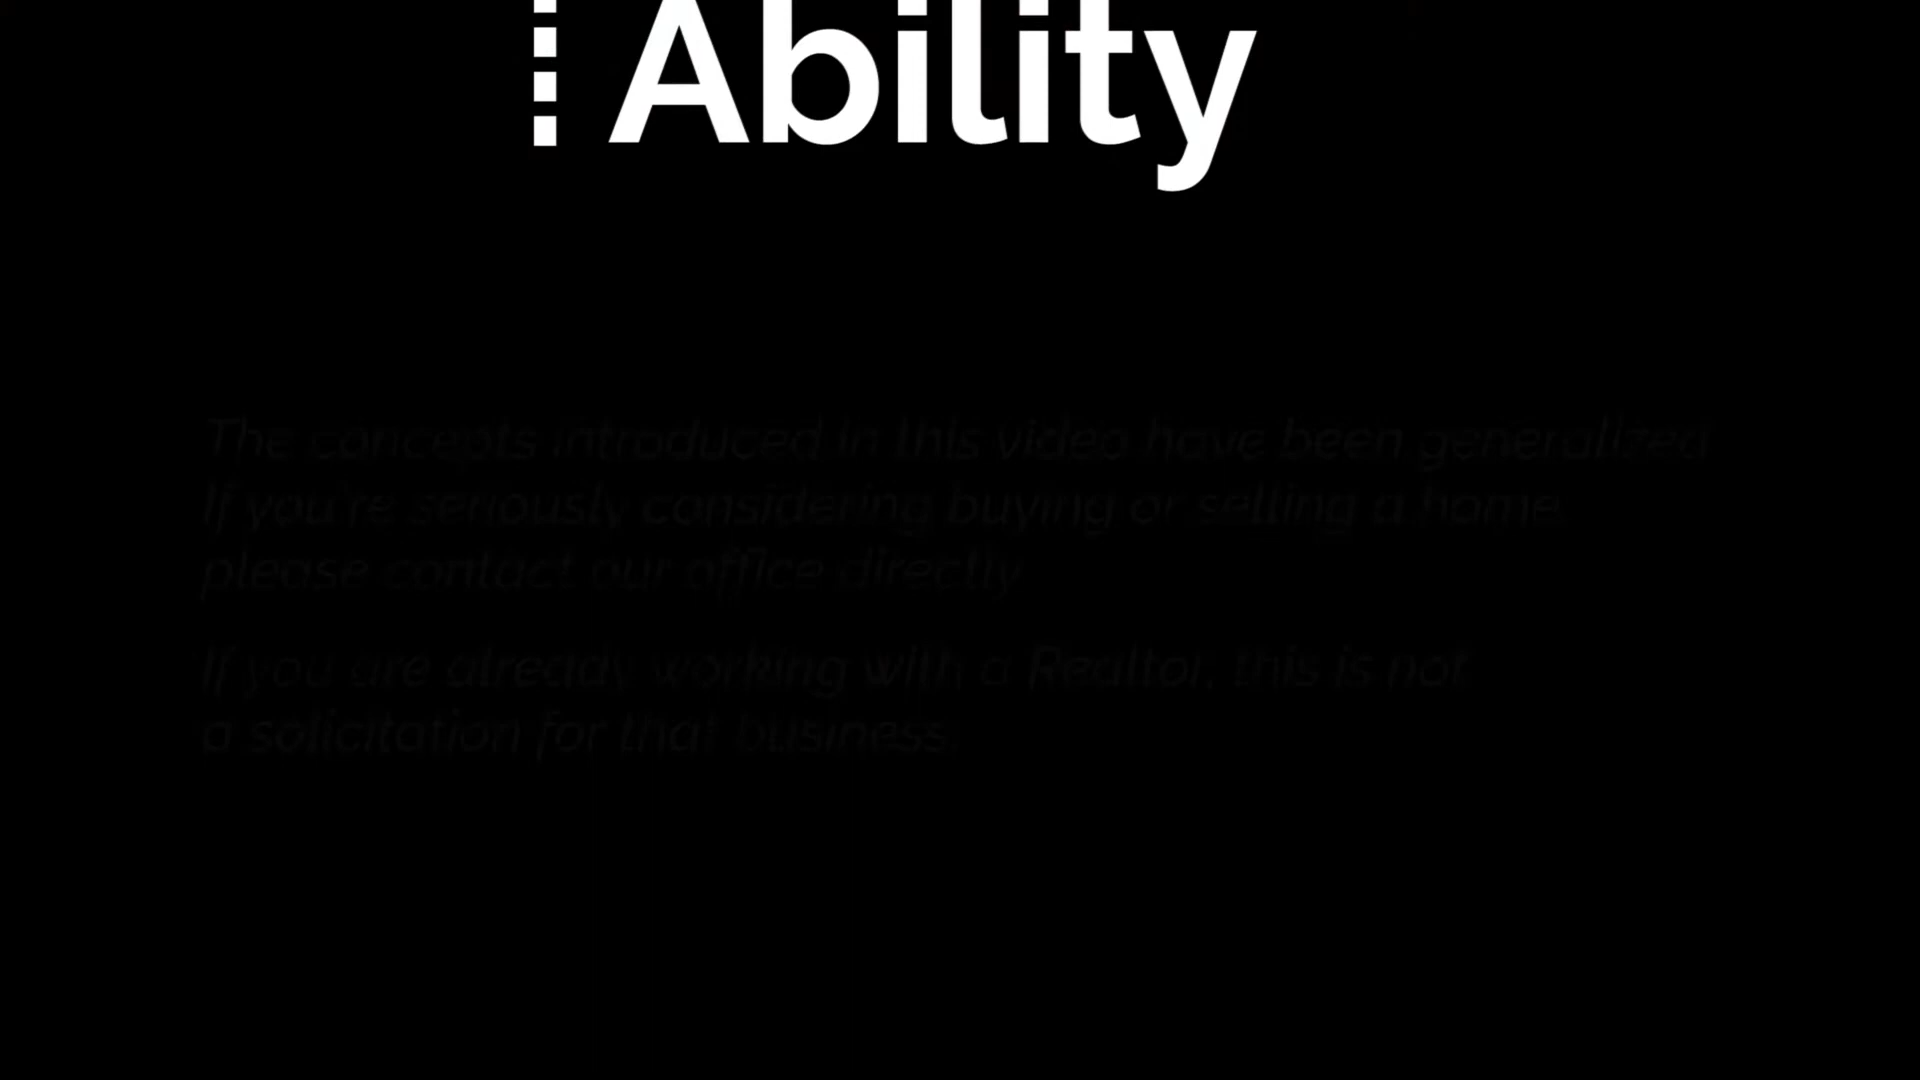 Ability
The concepts introduced in this video have been generalized
If you're seriously considering buying or selling a home
please contact our office directly
If you are already working with a Realtor, this is not
a solicitation for that business.